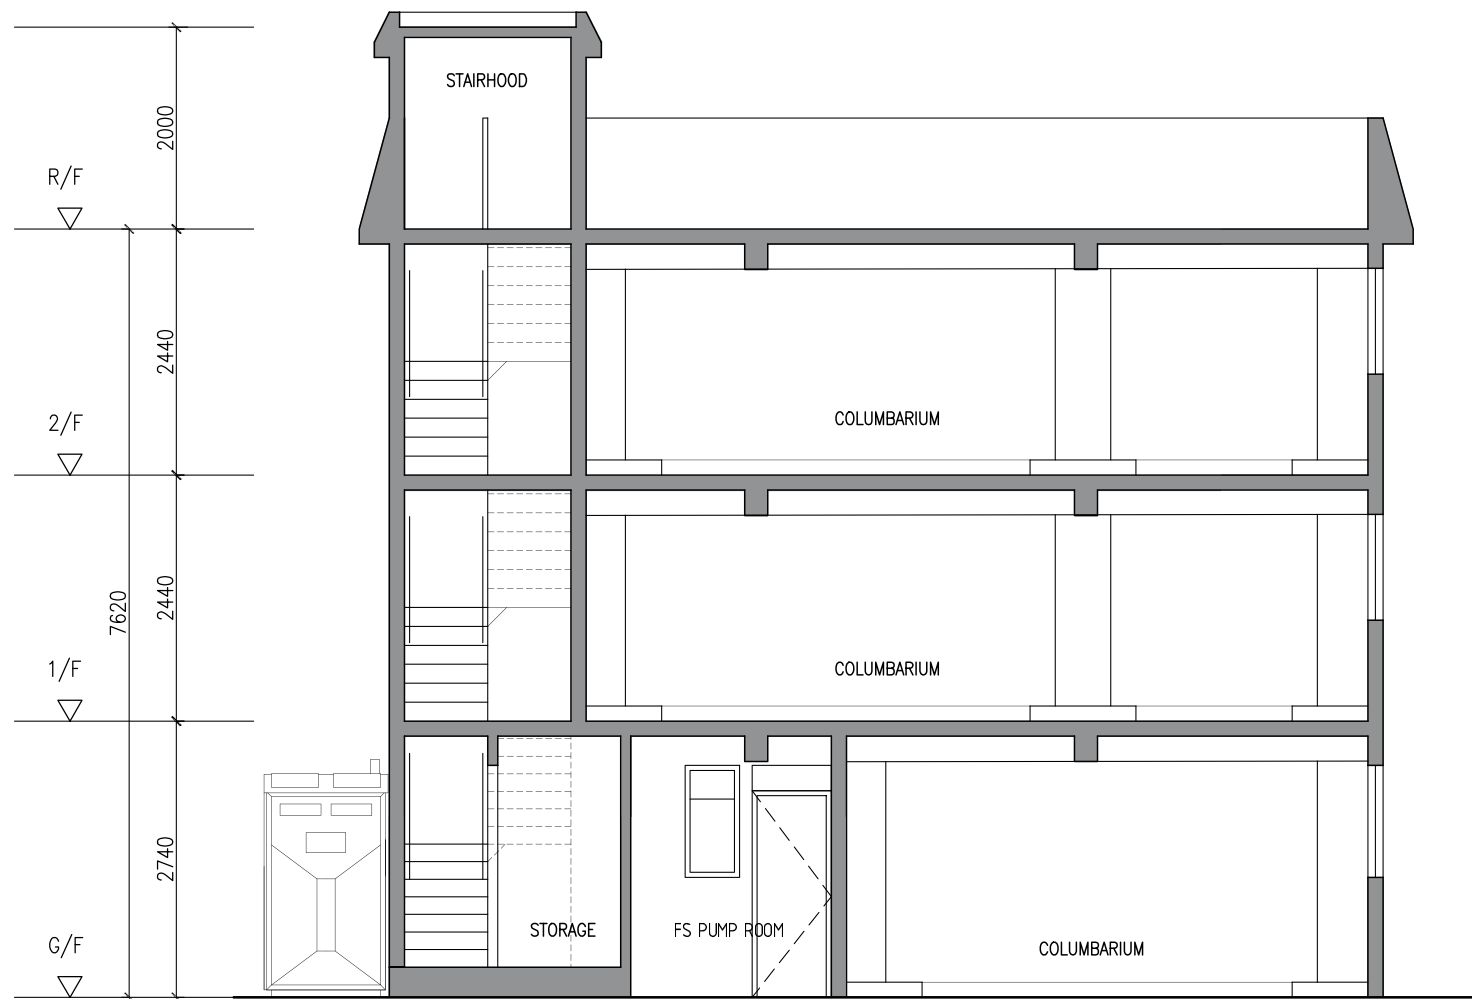 STAIRHOOD
2000
R/F
2440
2/F
COLUMBARIUM
2440
7620
1/F
COLUMBARIUM
2740
STORAGE
FS PUMP ROOM
G/F
COLUMBARIUM